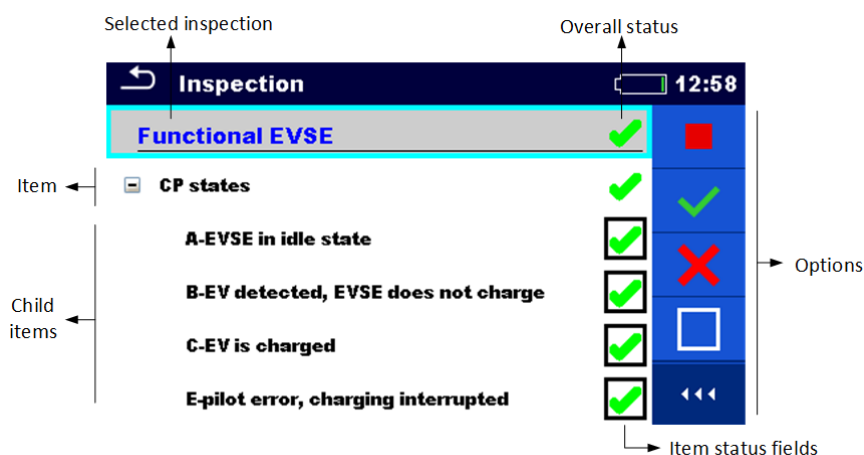 Selected inspection
Overall status
Inspection
12:58
Functional EVSE
Item
CP states
A-EVSE in idle state
Options
B-EV detected, EVSE does not charge
Child
items
C-EV is charged
E-pilot error, charging interrupted
Item status fields